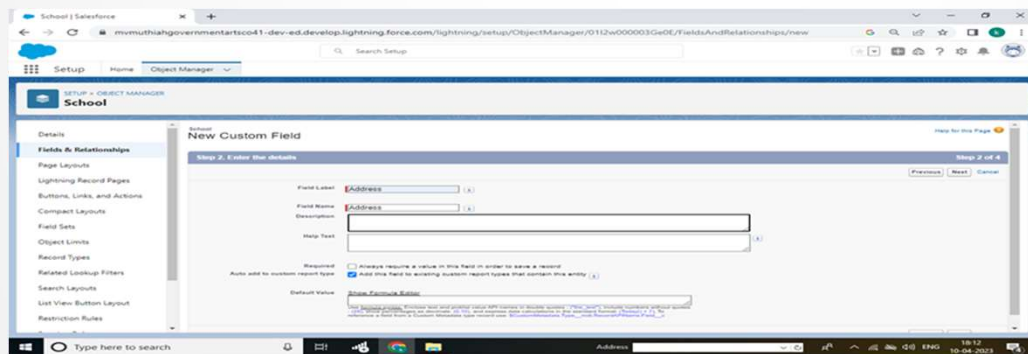 School | Salesforce
mvmuthiahgovernmentartsco41-dev-ed.develop.lightning.force.com/lightning/setup/ObjectManager/01I2w000003Ge0E/FieldsAndRelationships/new
Search Setup
Setup
Home
Object Manager
SETUP > OBJECT MANAGER
School
Details
Fields & Relationships
Page Layouts
Lightning Record Pages
Buttons, Links, and Actions
Compact Layouts
Field Sets
Object Limits
Record Types
Related Lookup Filters
Search Layouts
List View Button Layout
Restriction Rules
School
New Custom Field
Help for this Page
Step 2. Enter the details
Step 2 of 4
Previous Next Cancel
Field Label Address
Field Name Address
Description
Help Text
Required Always require a value in this field in order to save a record
Auto add to custom report type Add this field to existing custom report types that contain this entity
Default Value Show Formula Editor
Type here to search
Address
ENG
18:12
10-04-2023